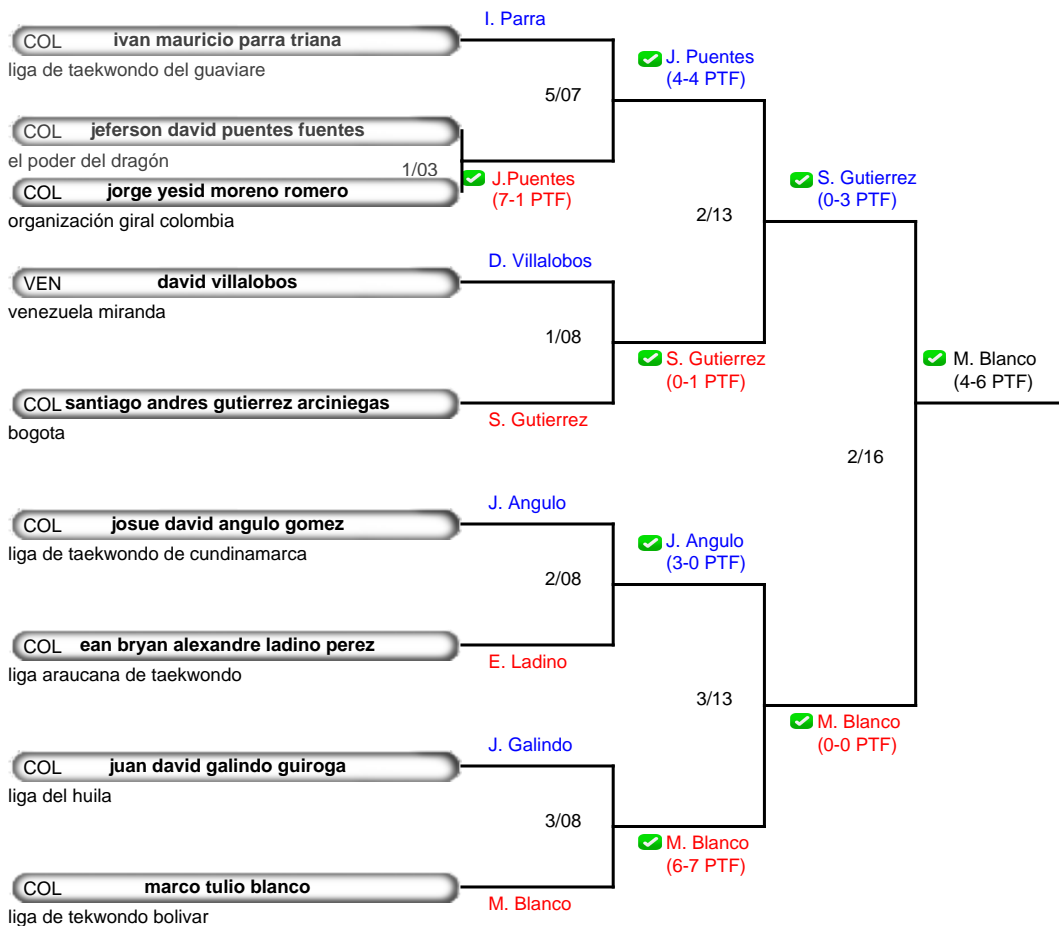 I. Parra
COL ivan mauricio parra triana
liga de taekwondo del guaviare
J. Puentes
(4-4 PTF)
5/07
COL jeferson david puentes fuentes
el poder del dragón
1/03
J.Puentes
(7-1 PTF)
COL jorge yesid moreno romero
organización giral colombia
S. Gutierrez
(0-3 PTF)
2/13
D. Villalobos
VEN david villalobos
venezuela miranda
1/08
S. Gutierrez
(0-1 PTF)
M. Blanco
(4-6 PTF)
COL santiago andres gutierrez arciniegas
bogota
S. Gutierrez
2/16
J. Angulo
COL josue david angulo gomez
liga de taekwondo de cundinamarca
J. Angulo
(3-0 PTF)
2/08
COL ean bryan alexandre ladino perez
liga araucana de taekwondo
E. Ladino
3/13
M. Blanco
(0-0 PTF)
J. Galindo
COL juan david galindo guiroga
liga del huila
3/08
M. Blanco
(6-7 PTF)
COL marco tulio blanco
liga de tekwondo bolivar
M. Blanco